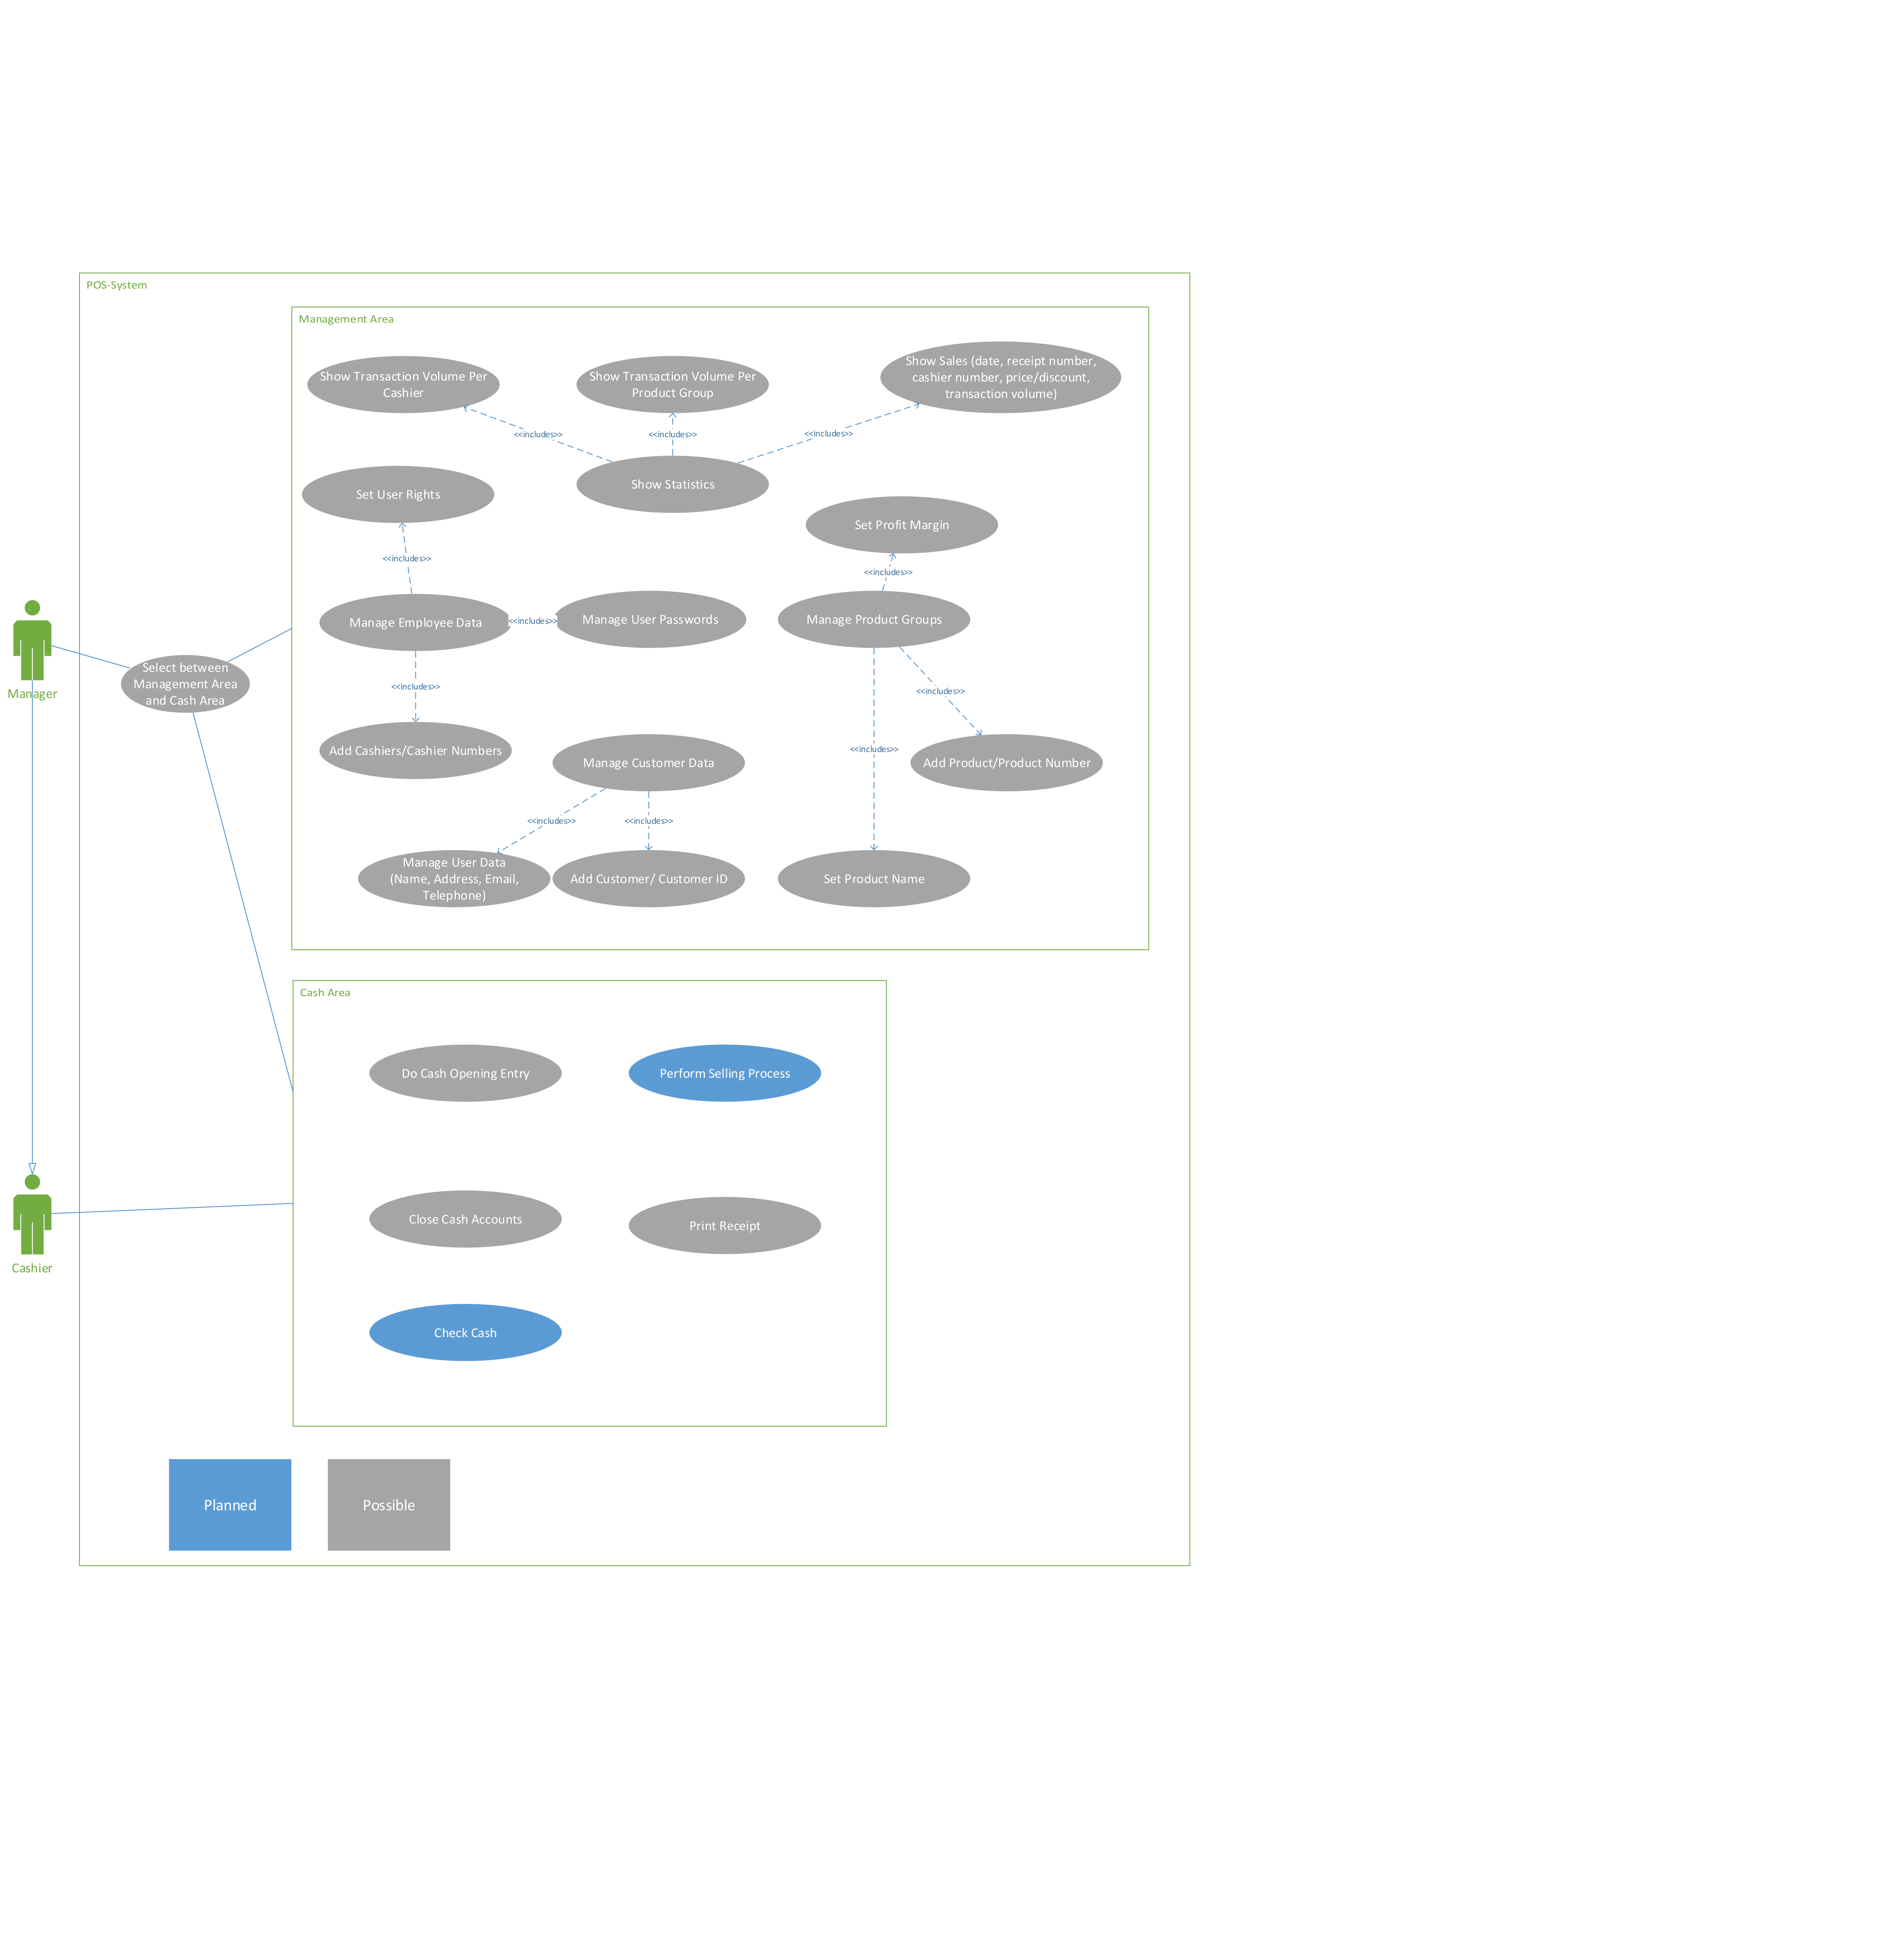 POS-System
Management Area
Show Transaction Volume Per
Cashier
Show Transaction Volume Per
Product Group
Show Sales (date, receipt number,
cashier number, price/discount,
transaction volume)
<<includes>>
<<includes>>
<<includes>>
Show Statistics
Set User Rights
Set Profit Margin
<<includes>>
<<includes>>
Manage Employee Data
<<includes>>
Manage User Passwords
Manage Product Groups
Manager
Select between
Management Area
and Cash Area
<<includes>>
<<includes>>
<<includes>>
Add Cashiers/Cashier Numbers
Manage Customer Data
Add Product/Product Number
<<includes>>
<<includes>>
Manage User Data
(Name, Address, Email,
Telephone)
Add Customer/ Customer ID
Set Product Name
Cash Area
Do Cash Opening Entry
Perform Selling Process
Close Cash Accounts
Print Receipt
Cashier
Check Cash
Planned
Possible